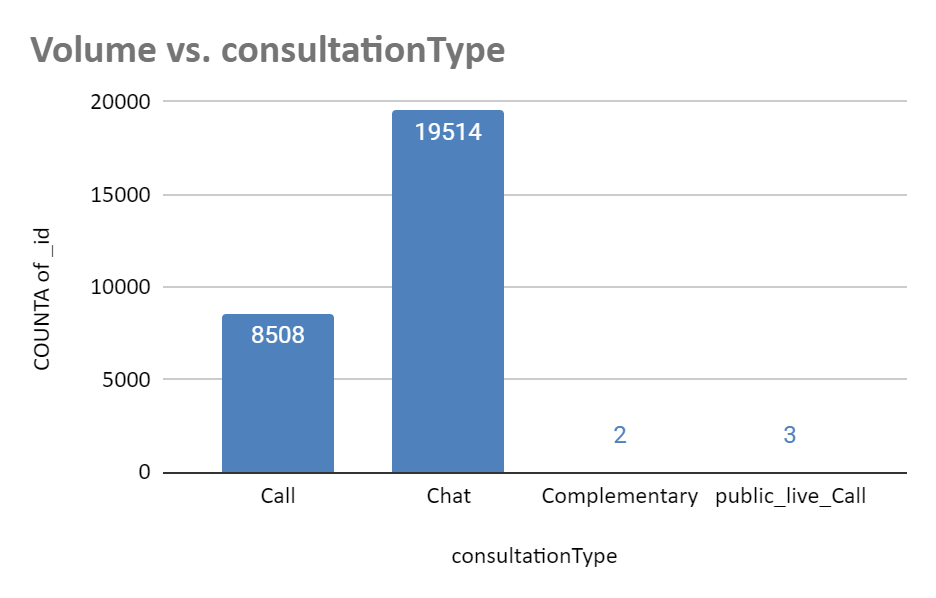 Volume vs. consultationType
20000
15000
10000
5000
0
COUNTA of _id
8508
19514
2
3
Call
Chat
Complementary
public_live_Call
consultationType